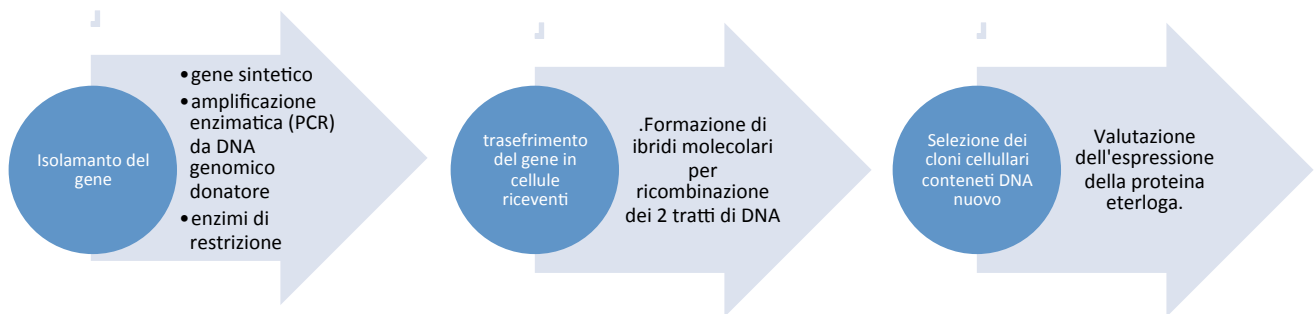 Isolamanto del
gene
•gene sintetico
•amplificazione
enzimatica (PCR)
da DNA
genomico
donatore
•enzimi di
restrizione
trasefrimento
del gene in
cellule
riceventi
.Formazione di
ibridi molecolari
per
ricombinazione
dei 2 tratti di DNA
Selezione dei
cloni cellullari
conteneti DNA
nuovo
Valutazione
dell'espressione
della proteina
eterloga.